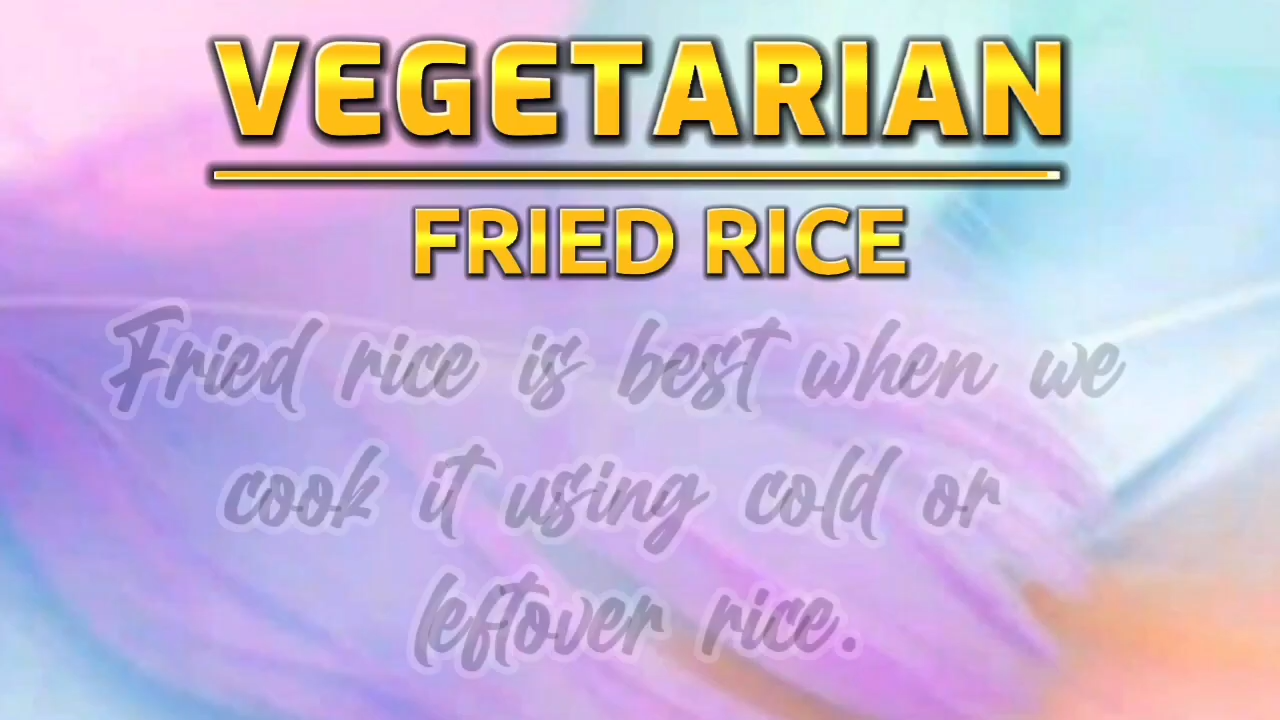 VEGETARIAN
FRIED RICE
Fried rice is best when we
cook it using cold or
leftover rice.